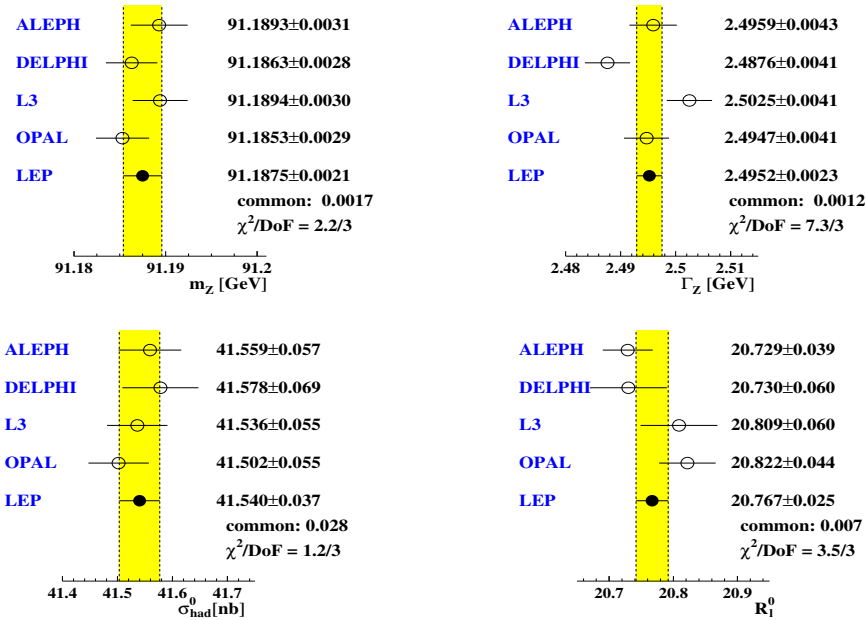 ALEPH 91.1893±0.0031
DELPHI 91.1863±0.0028
L3 91.1894±0.0030
OPAL 91.1853±0.0029
LEP 91.1875±0.0021
common: 0.0017
χ²/DoF = 2.2/3
91.18 91.19 91.2
m_Z [GeV]
ALEPH 2.4959±0.0043
DELPHI 2.4876±0.0041
L3 2.5025±0.0041
OPAL 2.4947±0.0041
LEP 2.4952±0.0023
common: 0.0012
χ²/DoF = 7.3/3
2.48 2.49 2.5 2.51
Γ_Z [GeV]
ALEPH 41.559±0.057
DELPHI 41.578±0.069
L3 41.536±0.055
OPAL 41.502±0.055
LEP 41.540±0.037
common: 0.028
χ²/DoF = 1.2/3
41.4 41.5 41.6 41.7
σ⁰_had [nb]
ALEPH 20.729±0.039
DELPHI 20.730±0.060
L3 20.809±0.060
OPAL 20.822±0.044
LEP 20.767±0.025
common: 0.007
χ²/DoF = 3.5/3
20.7 20.8 20.9
R⁰_l